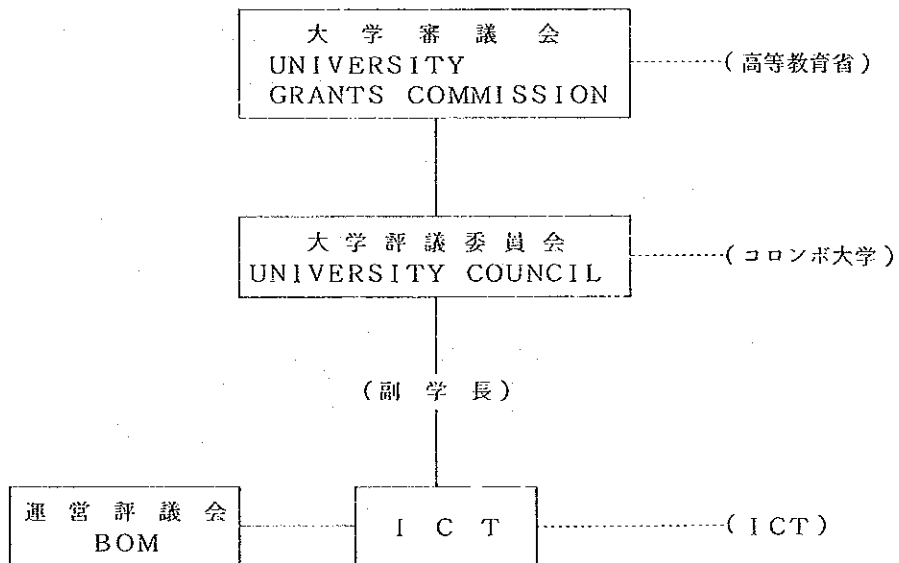 大学審議会
UNIVERSITY
GRANTS COMMISSION
(高等教育省)
大学評議委員会
UNIVERSITY COUNCIL
(コロンボ大学)
(副学長)
運営評議会
BOM
ICT
(ICT)